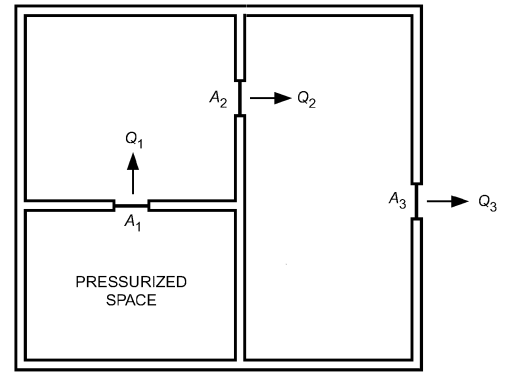 A₂
Q₂
Q₁
A₃
Q₃
A₁
PRESSURIZED
SPACE